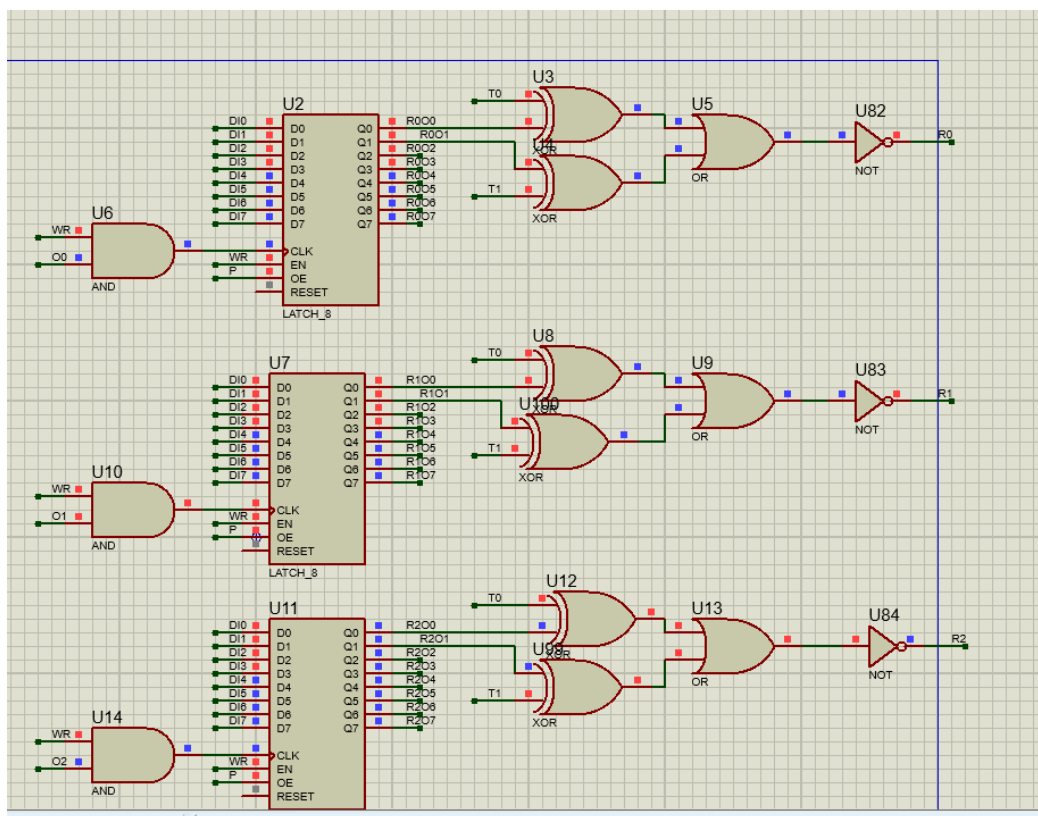 U2
DI0 D0 Q0 R0O0
DI1 D1 Q1 R0O1
DI2 D2 Q2 R0O2
DI3 D3 Q3 R0O3
DI4 D4 Q4 R0O4
DI5 D5 Q5 R0O5
DI6 D6 Q6 R0O6
DI7 D7 Q7 R0O7
WR
O0
U6
AND
CLK
WR EN
P OE
RESET
LATCH_8
U3
T0
XOR
U4
T1
XOR
U5
OR
U82
NOT
R0
U7
DI0 D0 Q0 R1O0
DI1 D1 Q1 R1O1
DI2 D2 Q2 R1O2
DI3 D3 Q3 R1O3
DI4 D4 Q4 R1O4
DI5 D5 Q5 R1O5
DI6 D6 Q6 R1O6
DI7 D7 Q7 R1O7
WR
O1
U10
AND
CLK
WR EN
P OE
RESET
LATCH_8
U8
T0
XOR
U100
T1
XOR
U9
OR
U83
NOT
R1
U11
DI0 D0 Q0 R2O0
DI1 D1 Q1 R2O1
DI2 D2 Q2 R2O2
DI3 D3 Q3 R2O3
DI4 D4 Q4 R2O4
DI5 D5 Q5 R2O5
DI6 D6 Q6 R2O6
DI7 D7 Q7 R2O7
WR
O2
U14
AND
CLK
WR EN
P OE
RESET
U12
T0
XOR
U99
T1
XOR
U13
OR
U84
NOT
R2